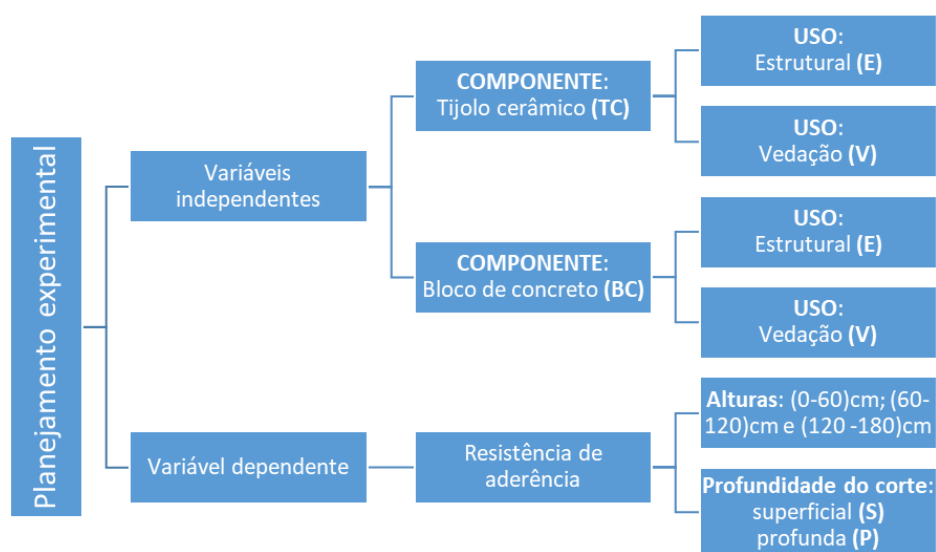 Planejamento experimental
Variáveis
independentes
COMPONENTE:
Tijolo cerâmico (TC)
USO:
Estrutural (E)
USO:
Vedação (V)
COMPONENTE:
Bloco de concreto (BC)
USO:
Estrutural (E)
USO:
Vedação (V)
Variável dependente
Resistência de
aderência
Alturas: (0-60)cm; (60-
120)cm e (120 -180)cm
Profundidade do corte:
superficial (S)
profunda (P)